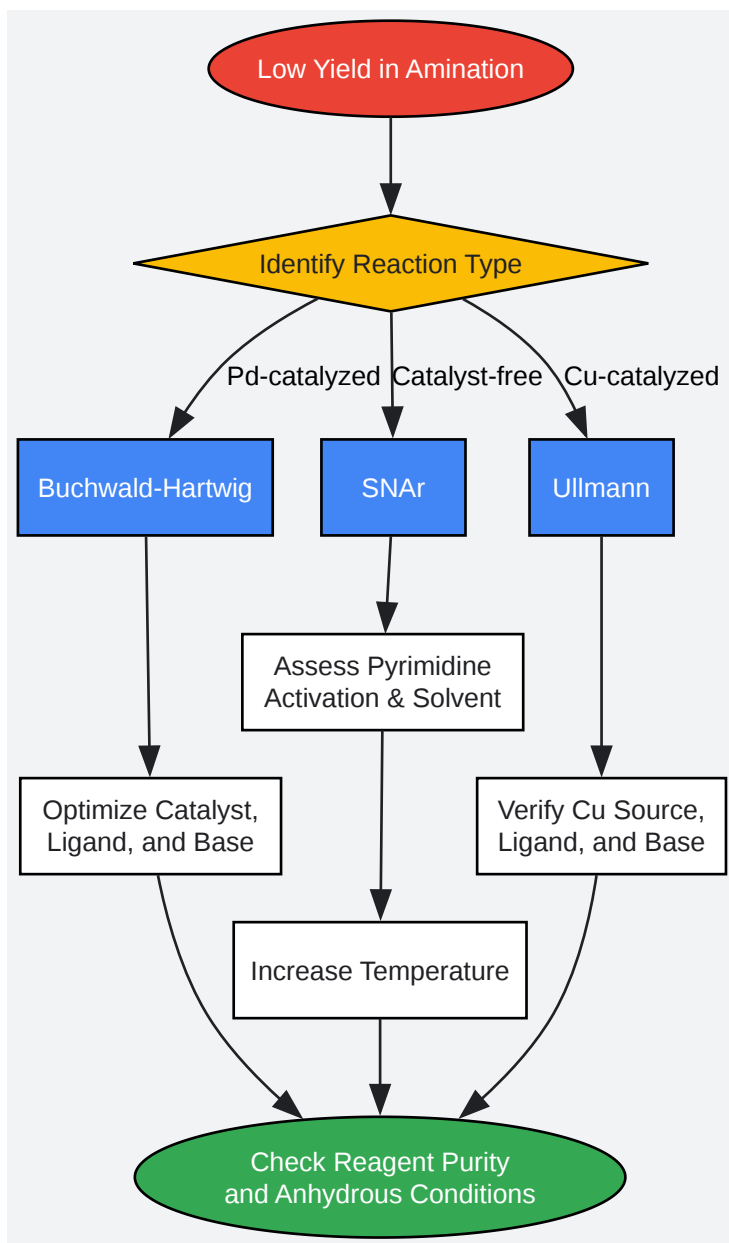 Low Yield in Amination
Identify Reaction Type
Pd-catalyzed
Catalyst-free
Cu-catalyzed
Buchwald-Hartwig
SNAr
Ullmann
Assess Pyrimidine
Activation & Solvent
Optimize Catalyst,
Ligand, and Base
Verify Cu Source,
Ligand, and Base
Increase Temperature
Check Reagent Purity
and Anhydrous Conditions